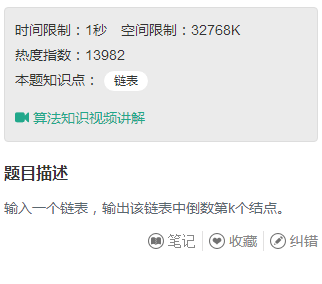 时间限制：1秒 空间限制：32768K
热度指数：13982
本题知识点： 链表
算法知识视频讲解
题目描述
输入一个链表，输出该链表中倒数第k个结点。
笔记 收藏 纠错